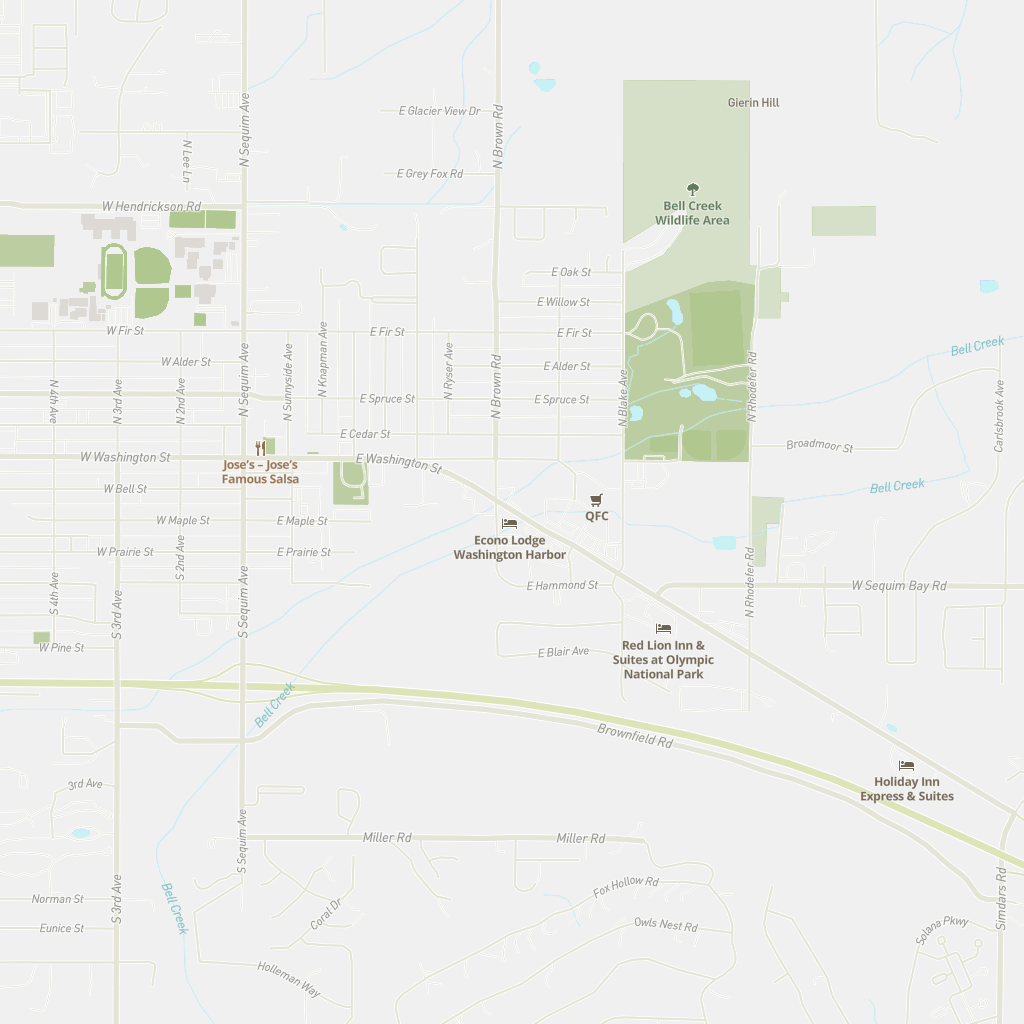 Gierin Hill
E Glacier View Dr
N Sequim Ave
N Brown Rd
N Lee Ln
E Grey Fox Rd
W Hendrickson Rd
Bell Creek
Wildlife Area
E Oak St
E Willow St
W Fir St
E Fir St
E Fir St
Bell Creek
W Alder St
E Alder St
N 4th Ave
N 3rd Ave
N 2nd Ave
N Sequim Ave
N Sunnyside Ave
N Knapman Ave
N Ryser Ave
N Brown Rd
N Blake Ave
N Rhodefer Rd
Carlsbrook Ave
E Spruce St
E Spruce St
E Cedar St
Broadmoor St
W Washington St
E Washington St
Jose's – Jose's
Famous Salsa
W Bell St
Bell Creek
QFC
W Maple St
E Maple St
Econo Lodge
Washington Harbor
W Prairie St
E Prairie St
S 2nd Ave
S 4th Ave
S 3rd Ave
S Sequim Ave
N Rhodefer Rd
E Hammond St
W Sequim Bay Rd
W Pine St
E Blair Ave
Red Lion Inn &
Suites at Olympic
National Park
Bell Creek
Brownfield Rd
3rd Ave
Holiday Inn
Express & Suites
S Sequim Ave
Miller Rd
Miller Rd
Norman St
Eunice St
S 3rd Ave
Bell Creek
Coral Dr
Fox Hollow Rd
Owls Nest Rd
Solana Pkwy
Simdars Rd
Holleman Way